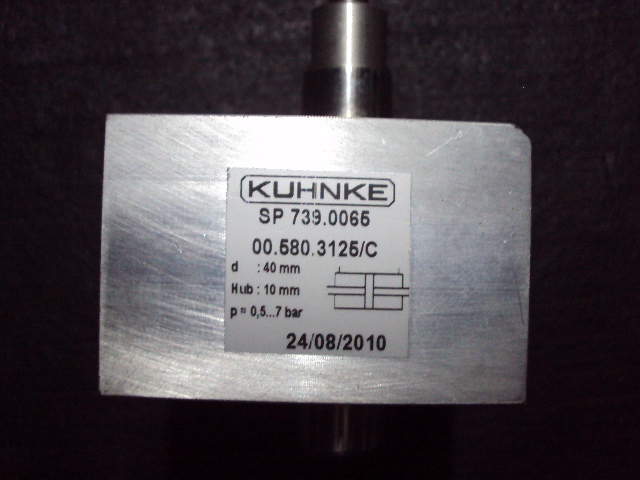 KUHNKE
SP 739.0065
00.580.3125/C
d : 40 mm
Hub : 10 mm
p = 0,5...7 bar
24/08/2010